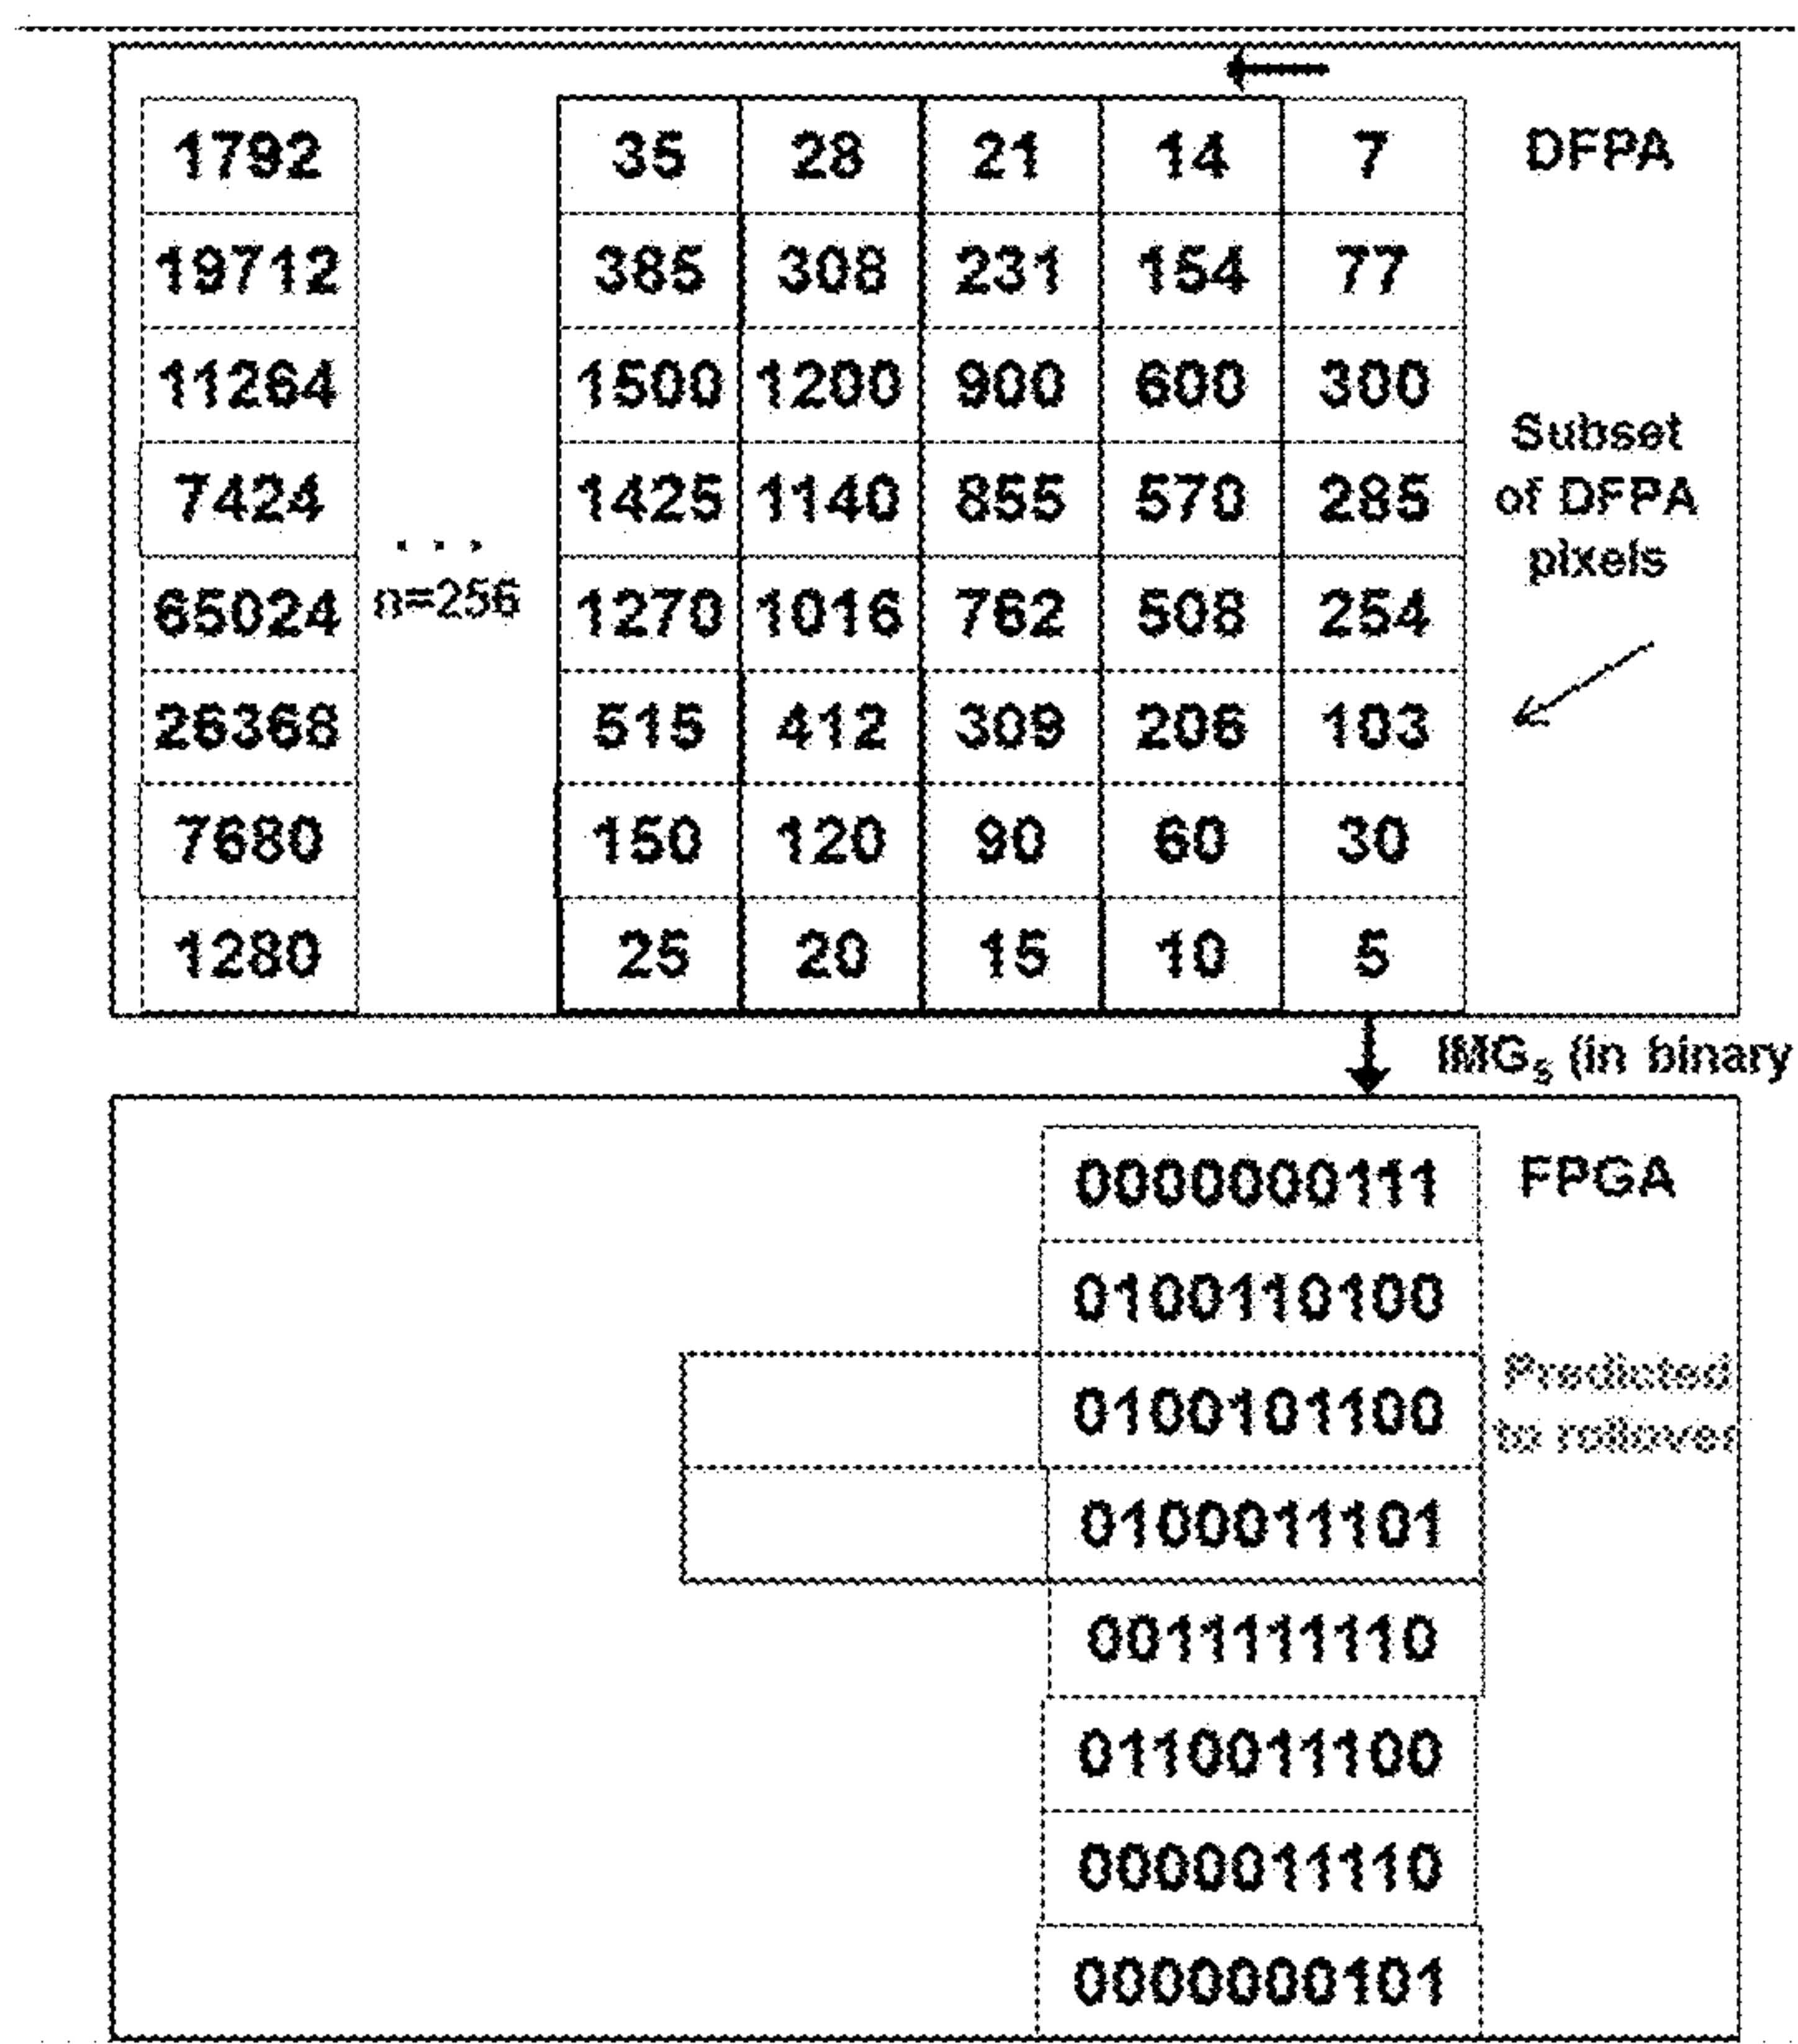 1792 35 28 21 14 7 DFPA
19712 385 308 231 154 77
11264 1500 1200 900 600 300
Subset
7424 1425 1140 855 570 285 of DFPA
. . . pixels
65024 n=256 1270 1016 762 508 254
26368 515 412 309 206 103
7680 150 120 90 60 30
1280 25 20 15 10 5
IMG5 (in binary
0000000111 FPGA
0100110100
Predicted
0100101100 to rollover
0100011101
0011111110
0110011100
0000011110
0000000101